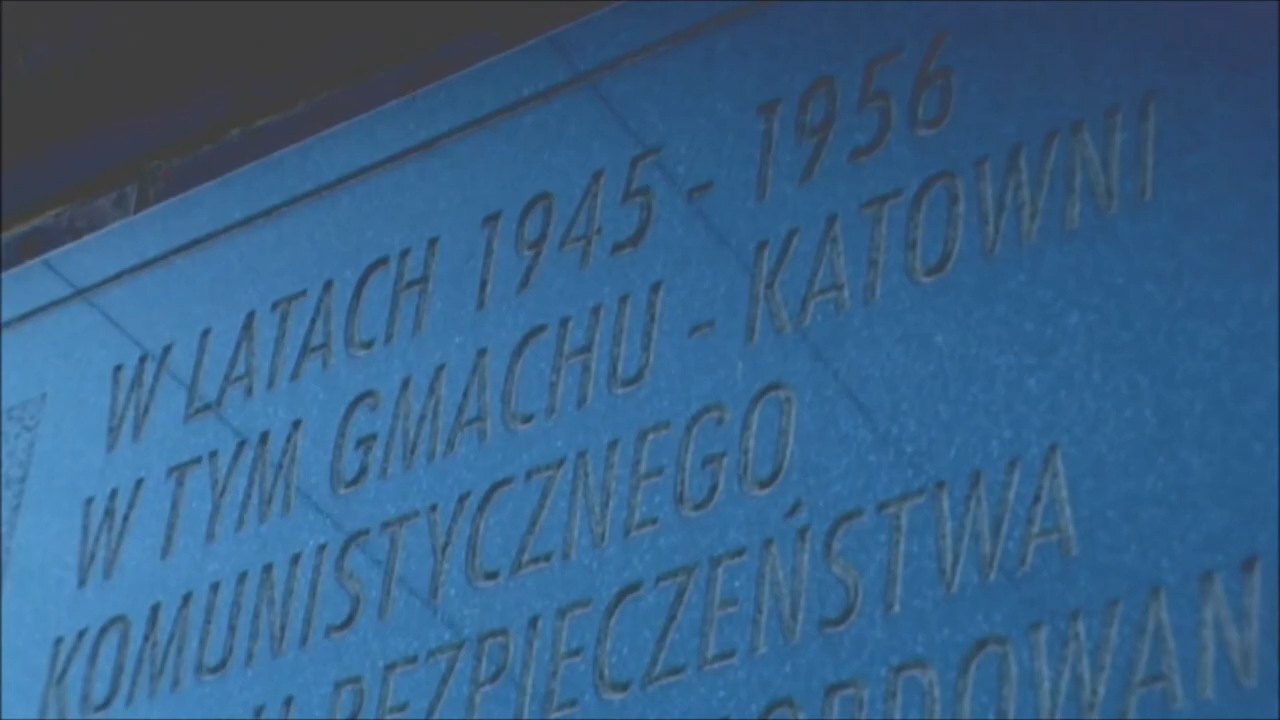 W LATACH 1945 - 1956
W TYM GMACHU - KATOWNI
KOMUNISTYCZNEGO
BEZPIECZEŃSTWA